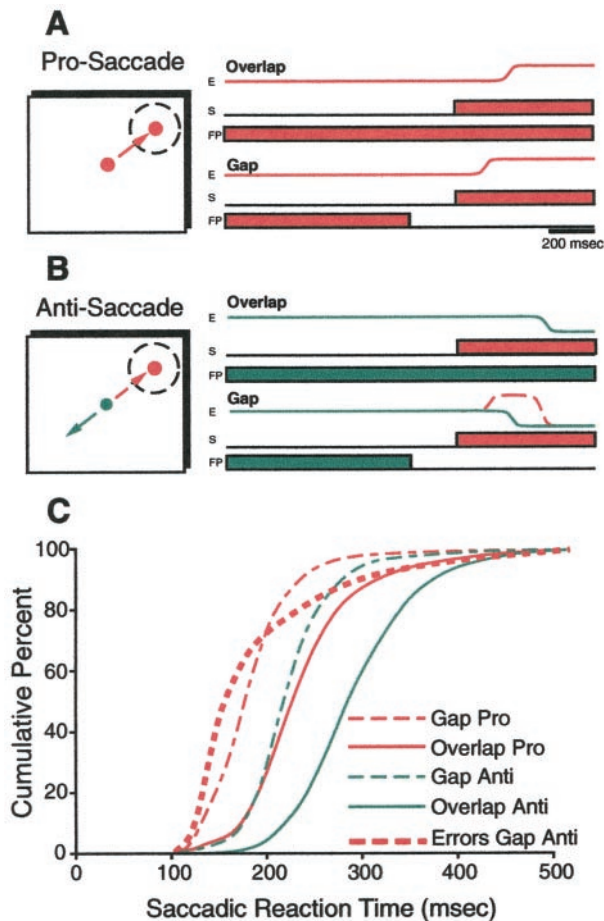 A
Pro-Saccade
Overlap
E
S
FP
Gap
E
S
FP
200 msec
B
Anti-Saccade
Overlap
E
S
FP
Gap
E
S
FP
C
100
80
60
40
20
0
Cumulative Percent
Gap Pro
Overlap Pro
Gap Anti
Overlap Anti
Errors Gap Anti
0 100 200 300 400 500
Saccadic Reaction Time (msec)